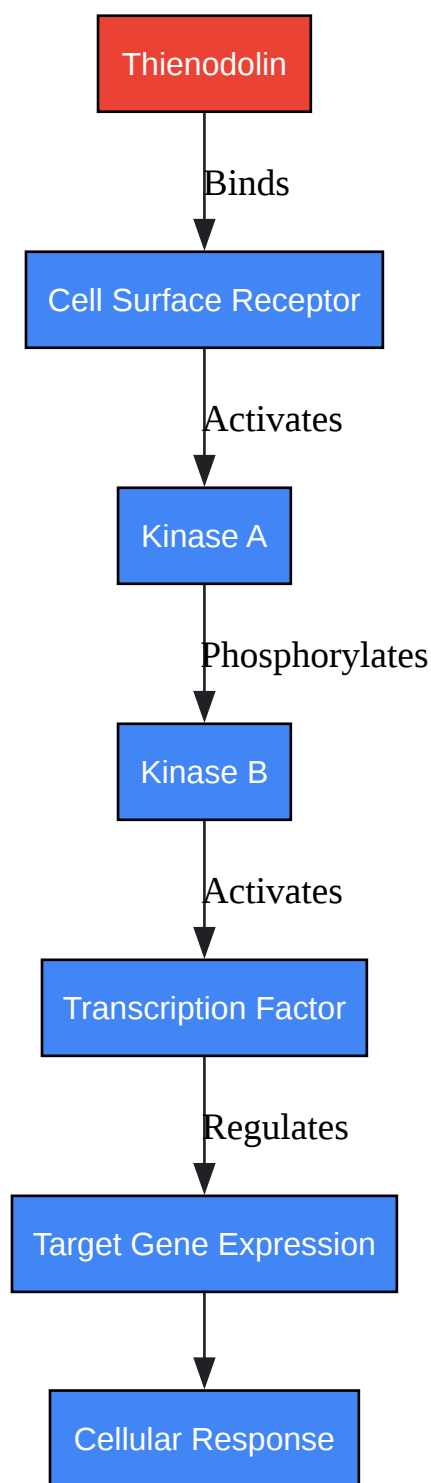 Thienodolin
Binds
Cell Surface Receptor
Activates
Kinase A
Phosphorylates
Kinase B
Activates
Transcription Factor
Regulates
Target Gene Expression
Cellular Response